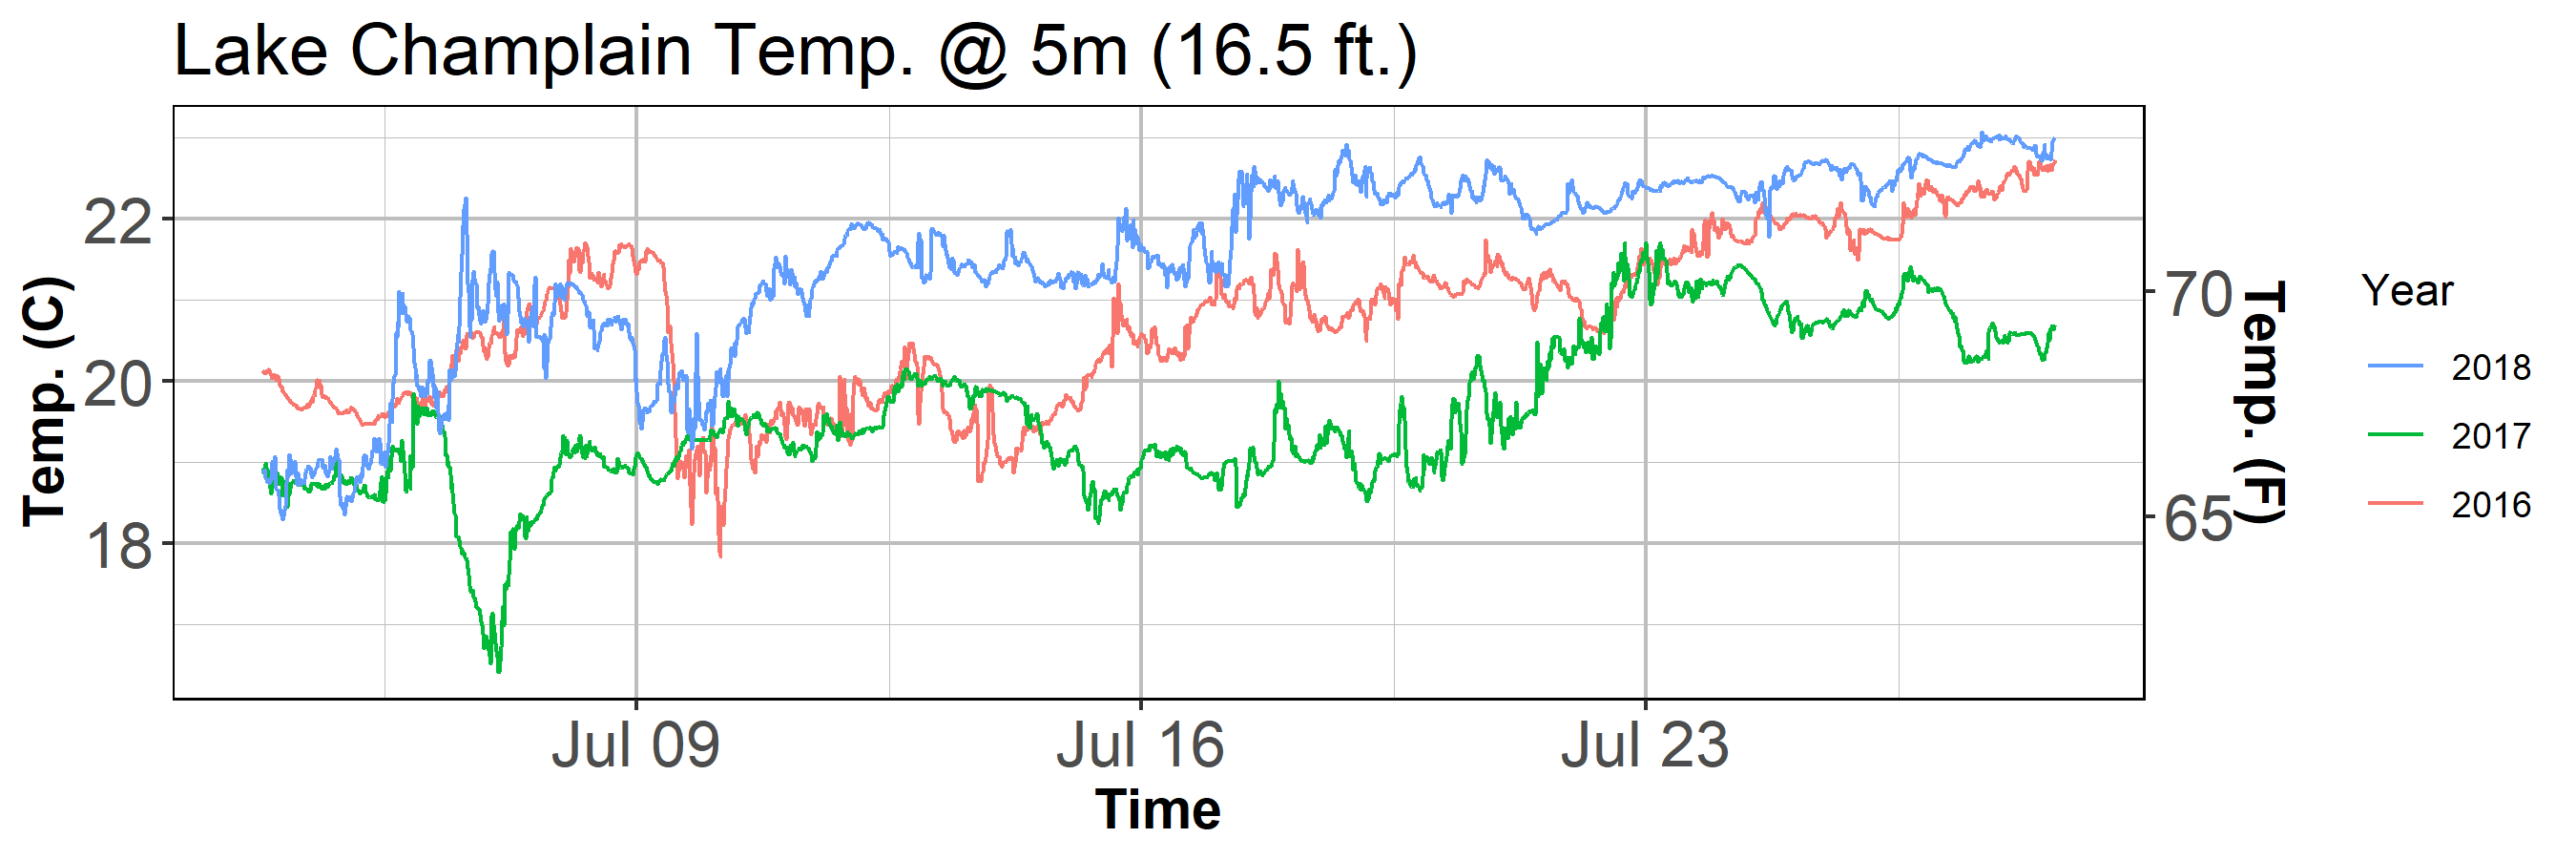 Lake Champlain Temp. @ 5m (16.5 ft.)
Temp. (C)
22
20
18
70
65
Temp. (F)
Jul 09
Jul 16
Jul 23
Time
Year
2018
2017
2016